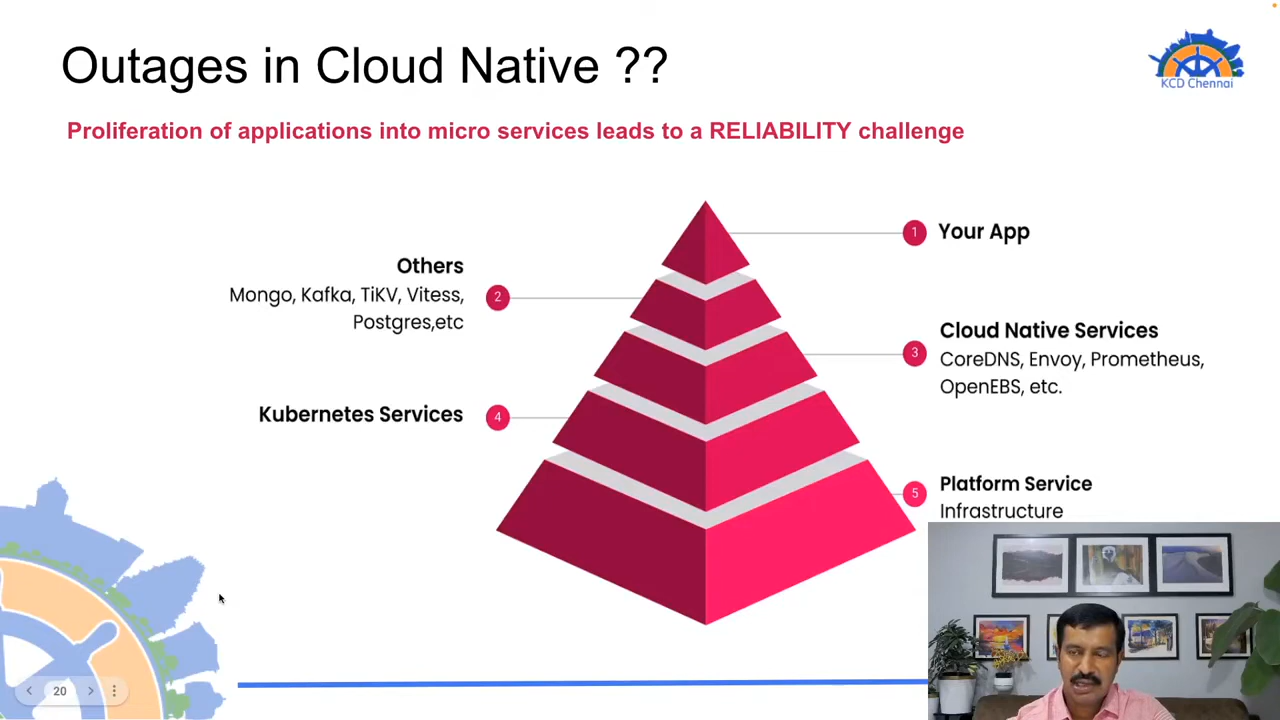 Outages in Cloud Native ??
KCD Chennai
Proliferation of applications into micro services leads to a RELIABILITY challenge
1
Your App
Others
Mongo, Kafka, TiKV, Vitess,
Postgres,etc
2
Cloud Native Services
CoreDNS, Envoy, Prometheus,
OpenEBS, etc.
3
Kubernetes Services
4
Platform Service
Infrastructure
5
20